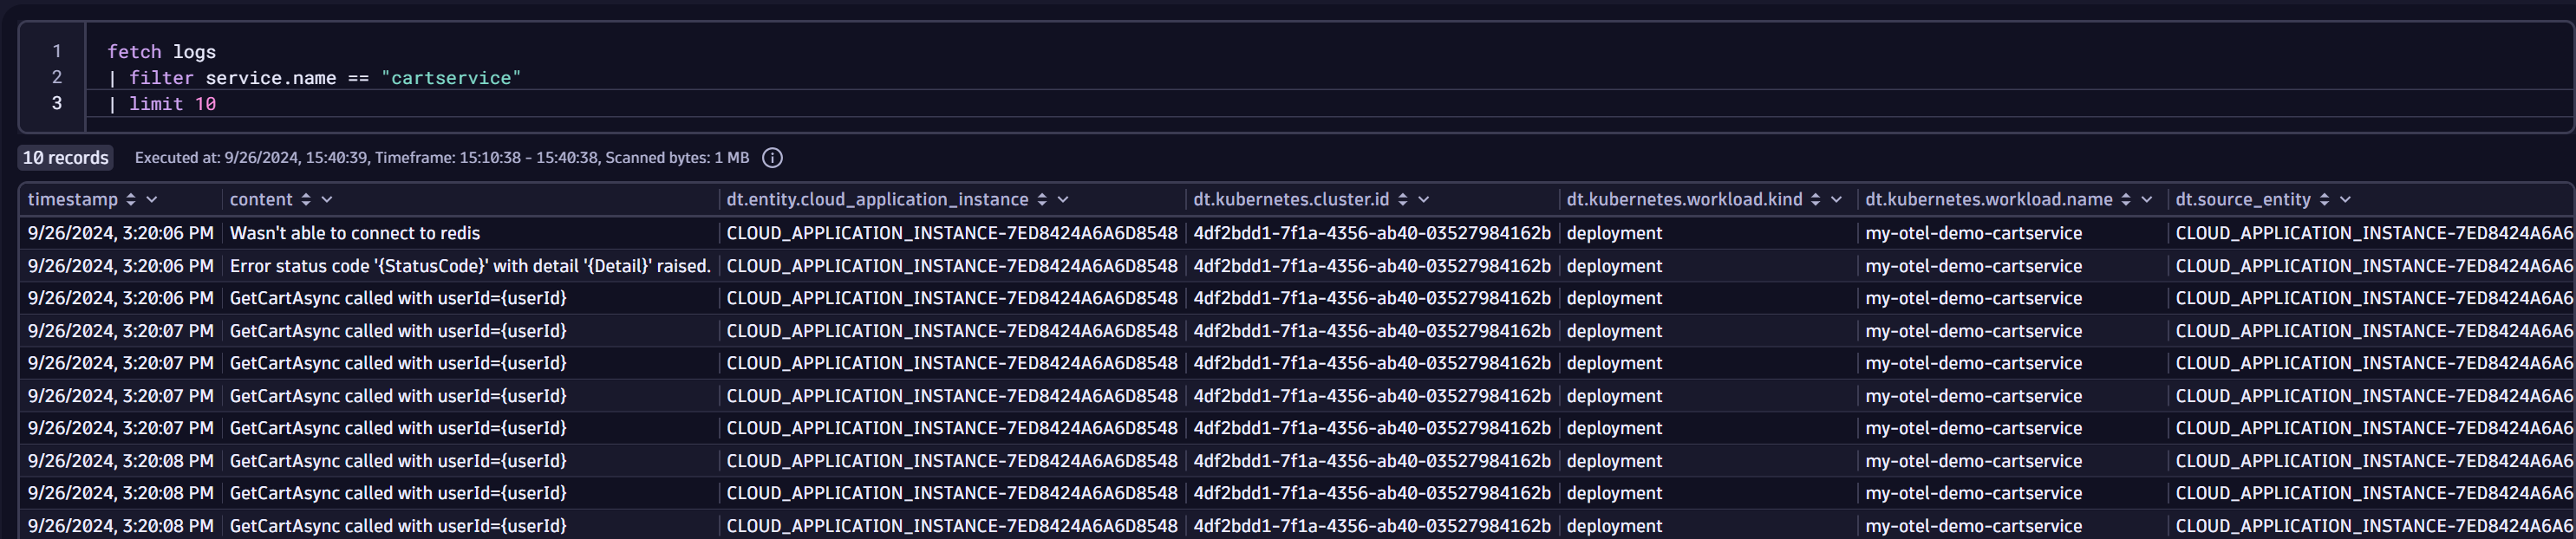 1 fetch logs
2 | filter service.name == "cartservice"
3 | limit 10
10 records Executed at: 9/26/2024, 15:40:39, Timeframe: 15:10:38 - 15:40:38, Scanned bytes: 1 MB
timestamp content dt.entity.cloud_application_instance dt.kubernetes.cluster.id dt.kubernetes.workload.kind dt.kubernetes.workload.name dt.source_entity
9/26/2024, 3:20:06 PM Wasn't able to connect to redis CLOUD_APPLICATION_INSTANCE-7ED8424A6A6D8548 4df2bdd1-7f1a-4356-ab40-03527984162b deployment my-otel-demo-cartservice CLOUD_APPLICATION_INSTANCE-7ED8424A6A6
9/26/2024, 3:20:06 PM Error status code '{StatusCode}' with detail '{Detail}' raised. CLOUD_APPLICATION_INSTANCE-7ED8424A6A6D8548 4df2bdd1-7f1a-4356-ab40-03527984162b deployment my-otel-demo-cartservice CLOUD_APPLICATION_INSTANCE-7ED8424A6A6
9/26/2024, 3:20:06 PM GetCartAsync called with userId={userId} CLOUD_APPLICATION_INSTANCE-7ED8424A6A6D8548 4df2bdd1-7f1a-4356-ab40-03527984162b deployment my-otel-demo-cartservice CLOUD_APPLICATION_INSTANCE-7ED8424A6A6
9/26/2024, 3:20:07 PM GetCartAsync called with userId={userId} CLOUD_APPLICATION_INSTANCE-7ED8424A6A6D8548 4df2bdd1-7f1a-4356-ab40-03527984162b deployment my-otel-demo-cartservice CLOUD_APPLICATION_INSTANCE-7ED8424A6A6
9/26/2024, 3:20:07 PM GetCartAsync called with userId={userId} CLOUD_APPLICATION_INSTANCE-7ED8424A6A6D8548 4df2bdd1-7f1a-4356-ab40-03527984162b deployment my-otel-demo-cartservice CLOUD_APPLICATION_INSTANCE-7ED8424A6A6
9/26/2024, 3:20:07 PM GetCartAsync called with userId={userId} CLOUD_APPLICATION_INSTANCE-7ED8424A6A6D8548 4df2bdd1-7f1a-4356-ab40-03527984162b deployment my-otel-demo-cartservice CLOUD_APPLICATION_INSTANCE-7ED8424A6A6
9/26/2024, 3:20:07 PM GetCartAsync called with userId={userId} CLOUD_APPLICATION_INSTANCE-7ED8424A6A6D8548 4df2bdd1-7f1a-4356-ab40-03527984162b deployment my-otel-demo-cartservice CLOUD_APPLICATION_INSTANCE-7ED8424A6A6
9/26/2024, 3:20:08 PM GetCartAsync called with userId={userId} CLOUD_APPLICATION_INSTANCE-7ED8424A6A6D8548 4df2bdd1-7f1a-4356-ab40-03527984162b deployment my-otel-demo-cartservice CLOUD_APPLICATION_INSTANCE-7ED8424A6A6
9/26/2024, 3:20:08 PM GetCartAsync called with userId={userId} CLOUD_APPLICATION_INSTANCE-7ED8424A6A6D8548 4df2bdd1-7f1a-4356-ab40-03527984162b deployment my-otel-demo-cartservice CLOUD_APPLICATION_INSTANCE-7ED8424A6A6
9/26/2024, 3:20:08 PM GetCartAsync called with userId={userId} CLOUD_APPLICATION_INSTANCE-7ED8424A6A6D8548 4df2bdd1-7f1a-4356-ab40-03527984162b deployment my-otel-demo-cartservice CLOUD_APPLICATION_INSTANCE-7ED8424A6A6